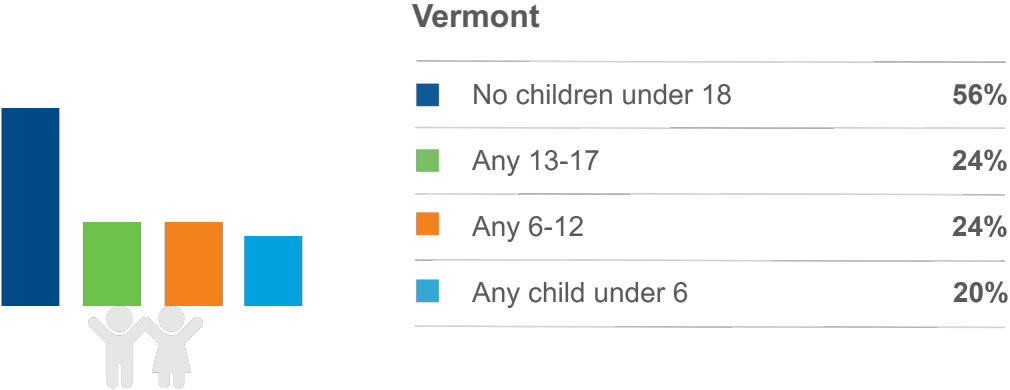 Vermont
No children under 18 56%
Any 13-17 24%
Any 6-12 24%
Any child under 6 20%